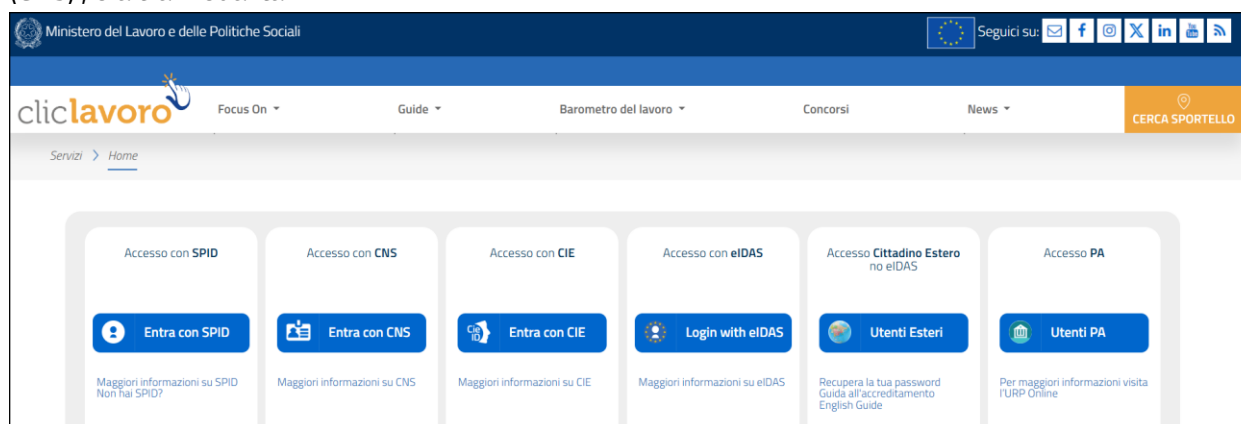 Ministero del Lavoro e delle Politiche Sociali
Seguici su:
cliclavoro
Focus On
Guide
Barometro del lavoro
Concorsi
News
CERCA SPORTELLO
Servizi > Home
Accesso con SPID
Entra con SPID
Maggiori informazioni su SPID
Non hai SPID?
Accesso con CNS
Entra con CNS
Maggiori informazioni su CNS
Accesso con CIE
Entra con CIE
Maggiori informazioni su CIE
Accesso con eIDAS
Login with eIDAS
Maggiori informazioni su eIDAS
Accesso Cittadino Estero
no eIDAS
Utenti Esteri
Recupera la tua password
Guida all'accreditamento
English Guide
Accesso PA
Utenti PA
Per maggiori informazioni visita
l'URP Online